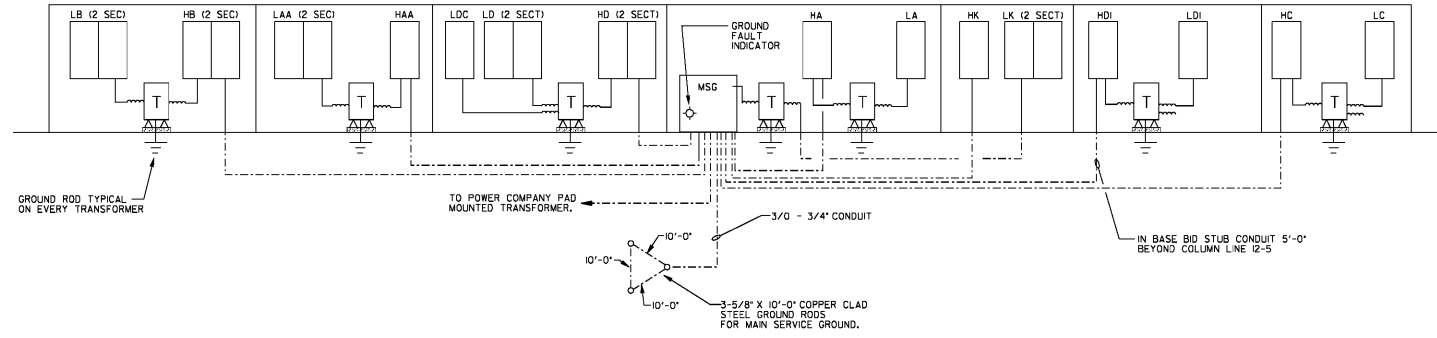 LB (2 SEC)
HB (2 SEC)
LAA (2 SEC)
HAA
LDC
LD (2 SECT)
HD (2 SECT)
GROUND
FAULT
INDICATOR
HA
LA
HK
LK (2 SECT)
HDI
LDI
HC
LC
MSG
T
T
T
T
T
T
T
GROUND ROD TYPICAL
ON EVERY TRANSFORMER
TO POWER COMPANY PAD
MOUNTED TRANSFORMER.
3/0 - 3/4" CONDUIT
IN BASE BID STUB CONDUIT 5'-0"
BEYOND COLUMN LINE 12-5
10'-0"
10'-0"
10'-0"
3-5/8" X 10'-0" COPPER CLAD
STEEL GROUND RODS
FOR MAIN SERVICE GROUND.